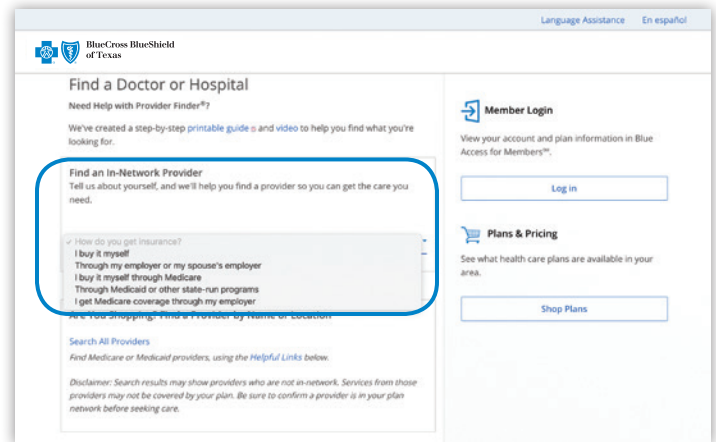 Language Assistance En español
BlueCross BlueShield
of Texas
Find a Doctor or Hospital
Need Help with Provider Finder®?
We've created a step-by-step printable guide and video to help you find what you're
looking for.
Find an In-Network Provider
Tell us about yourself, and we'll help you find a provider so you can get the care you
need.
✓ How do you get insurance?
I buy it myself
Through my employer or my spouse's employer
I buy it myself through Medicare
Through Medicaid or other state-run programs
I get Medicare coverage through my employer
Are You Shopping? Find a Provider by Name or Location
Search All Providers
Find Medicare or Medicaid providers, using the Helpful Links below.
Disclaimer: Search results may show providers who are not in-network. Services from those
providers may not be covered by your plan. Be sure to confirm a provider is in your plan
network before seeking care.
Member Login
View your account and plan information in Blue
Access for Members℠.
Log in
Plans & Pricing
See what health care plans are available in your
area.
Shop Plans